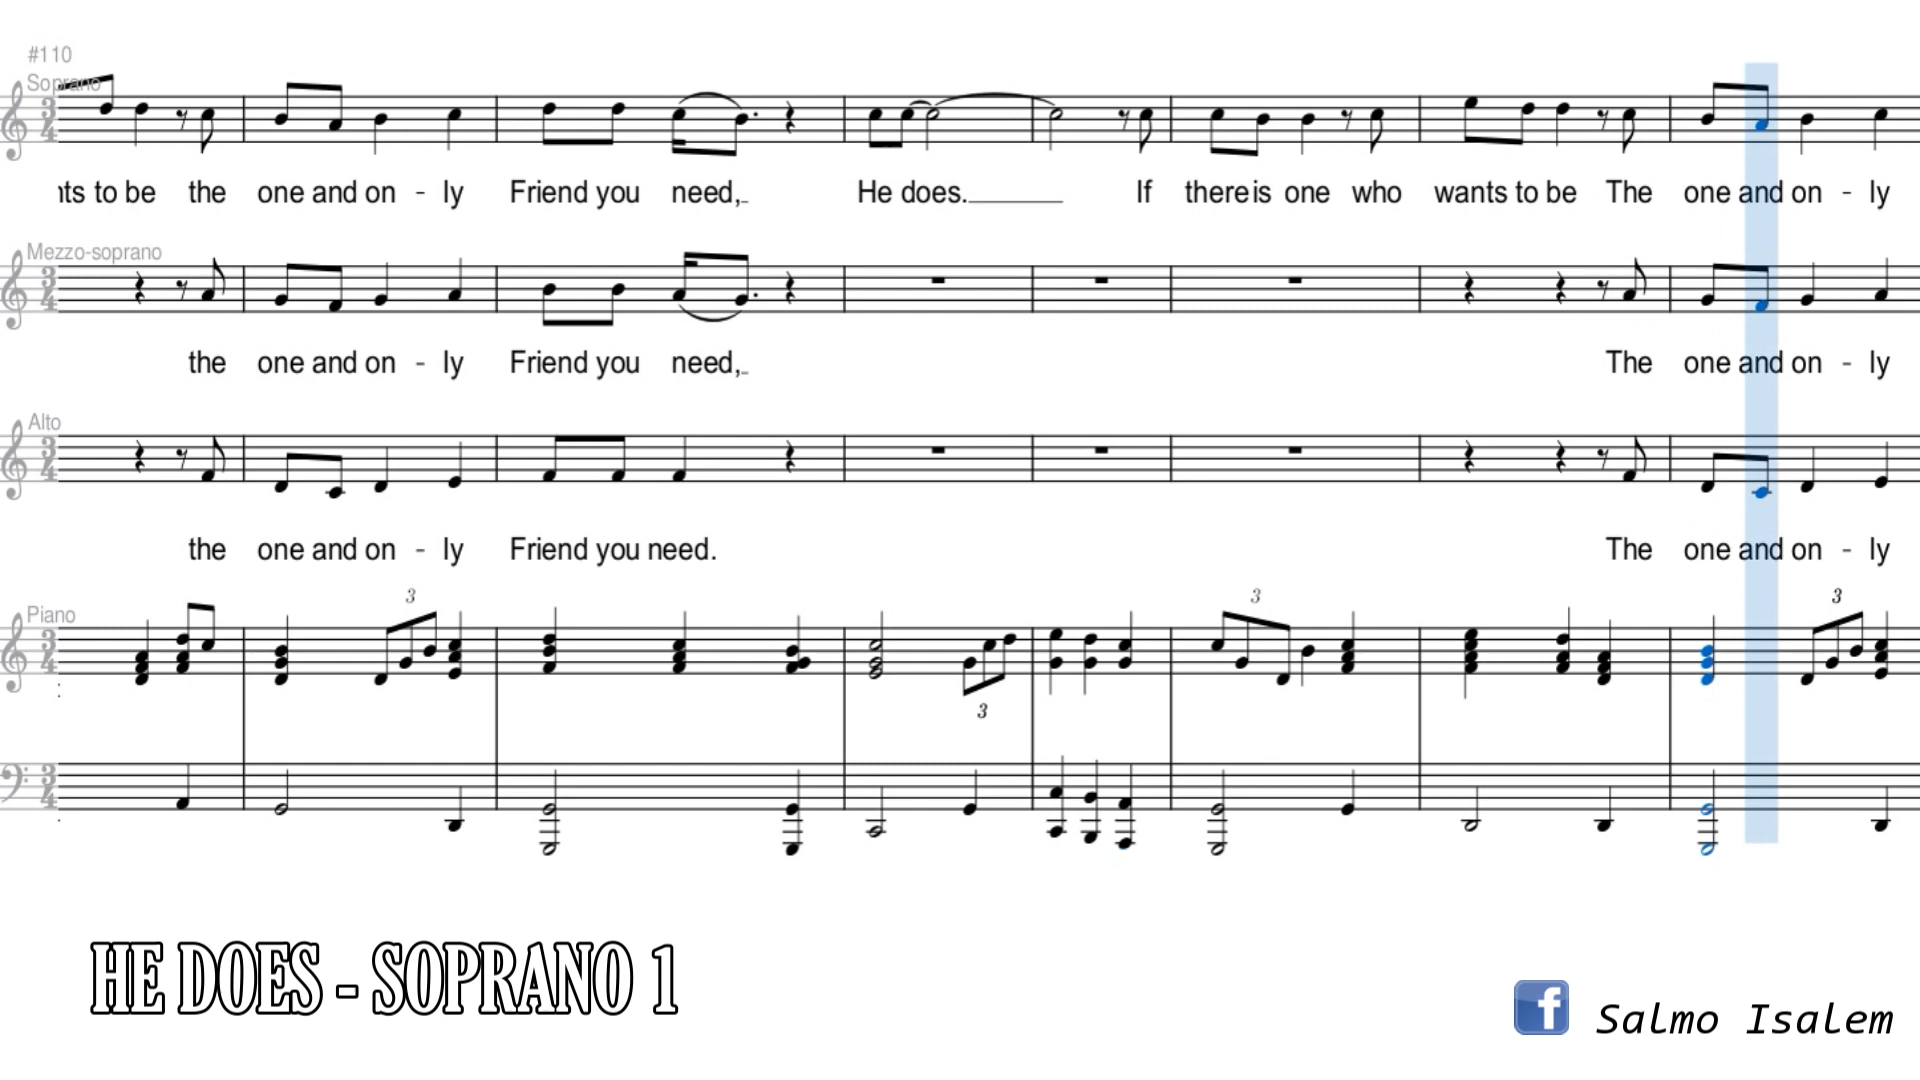 #110
Soprano
nts to be the one and on - ly Friend you need, He does. If there is one who wants to be The one and on - ly
Mezzo-soprano
the one and on - ly Friend you need, The one and on - ly
Alto
the one and on - ly Friend you need. The one and on - ly
3 3 3
Piano
3
HE DOES - SOPRANO 1
f Salmo Isalem